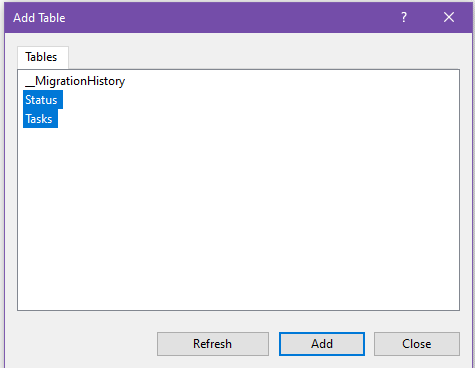 Add Table
?
Tables
__MigrationHistory
Status
Tasks
Refresh Add Close